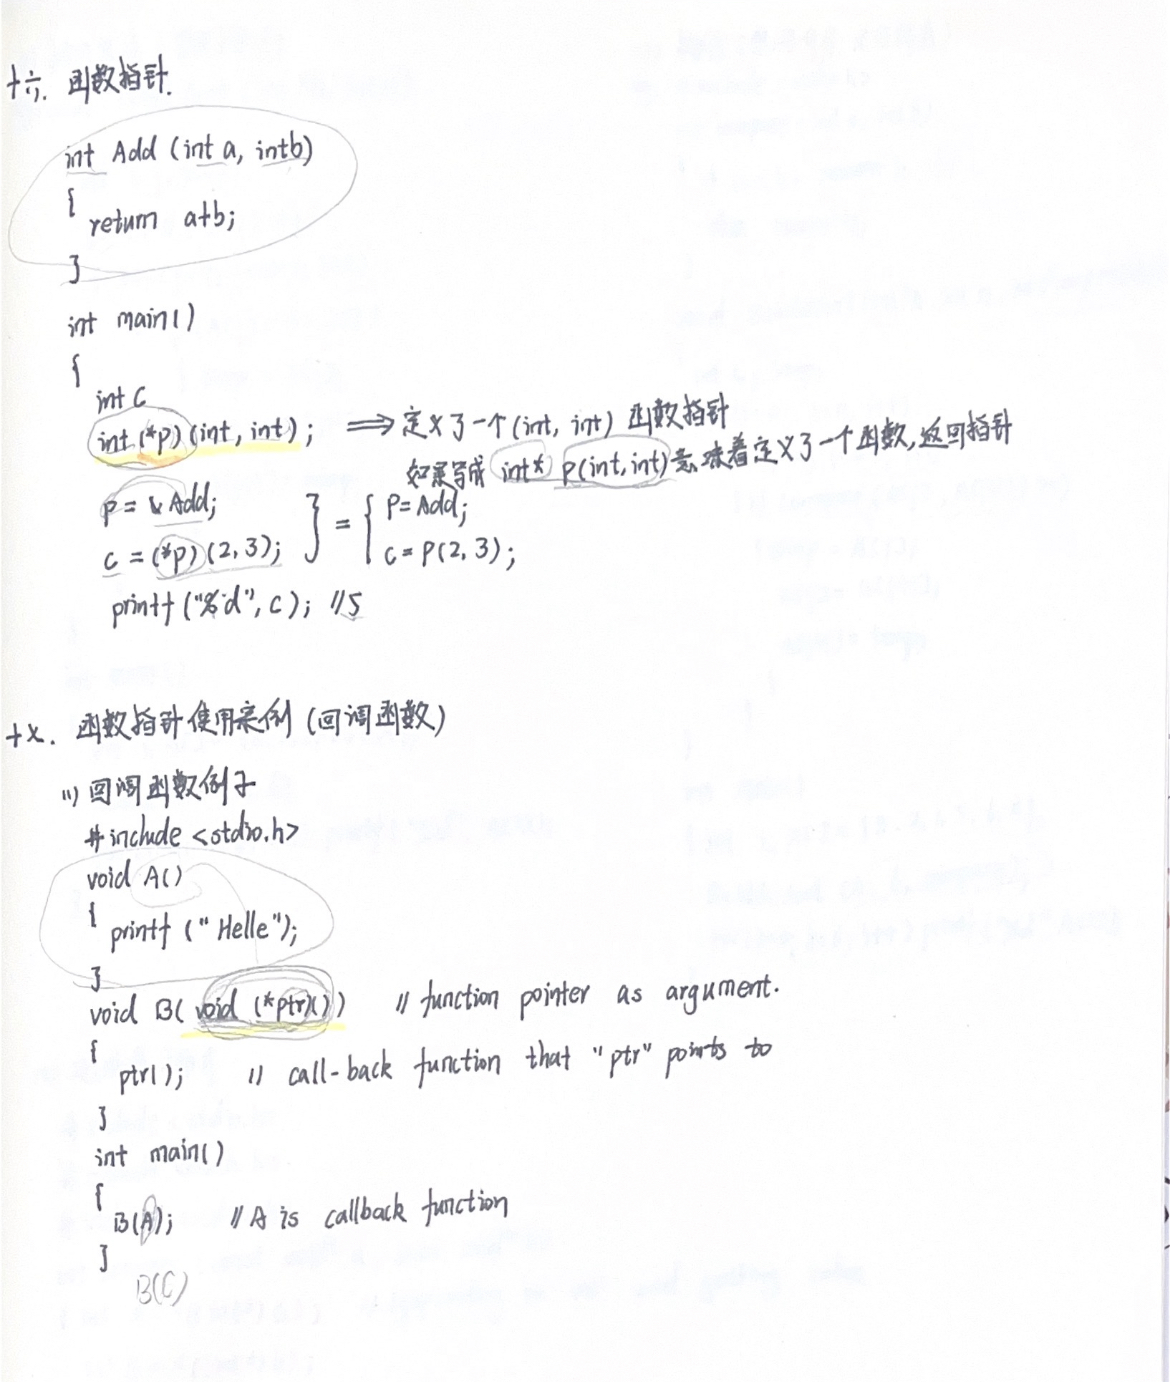 十六. 函数指针.
int Add (int a, int b)
{
return a+b;
}
int main()
{
int c
int (*p)(int, int); ⟹ 定义了一个(int, int) 函数指针
如果写成 int* p(int,int) 意味着定义了一个函数,返回指针
p = & Add; } = { P = Add;
c = (*p)(2,3); c = P(2,3);
printf("%d", c); //5
十七. 函数指针使用案例 (回调函数)
(1) 回调函数例子
#include <stdio.h>
void A()
{
printf ("Helle");
}
void B( void (*ptr)()) // function pointer as argument.
{
ptr(); // call-back function that "ptr" points to
}
int main()
{
B(A); // A is callback function
}
B(C)